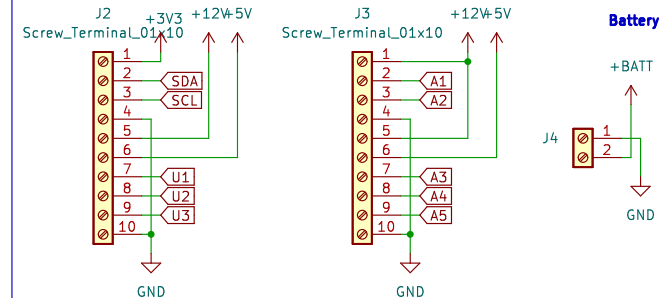 J2
+3V3
+12V
+5V
Screw_Terminal_01x10
1
2
SDA
3
SCL
4
5
6
7
U1
8
U2
9
U3
10
GND
J3
+12V
+5V
Screw_Terminal_01x10
1
2
A1
3
A2
4
5
6
7
A3
8
A4
9
A5
10
GND
Battery
+BATT
J4
1
2
GND